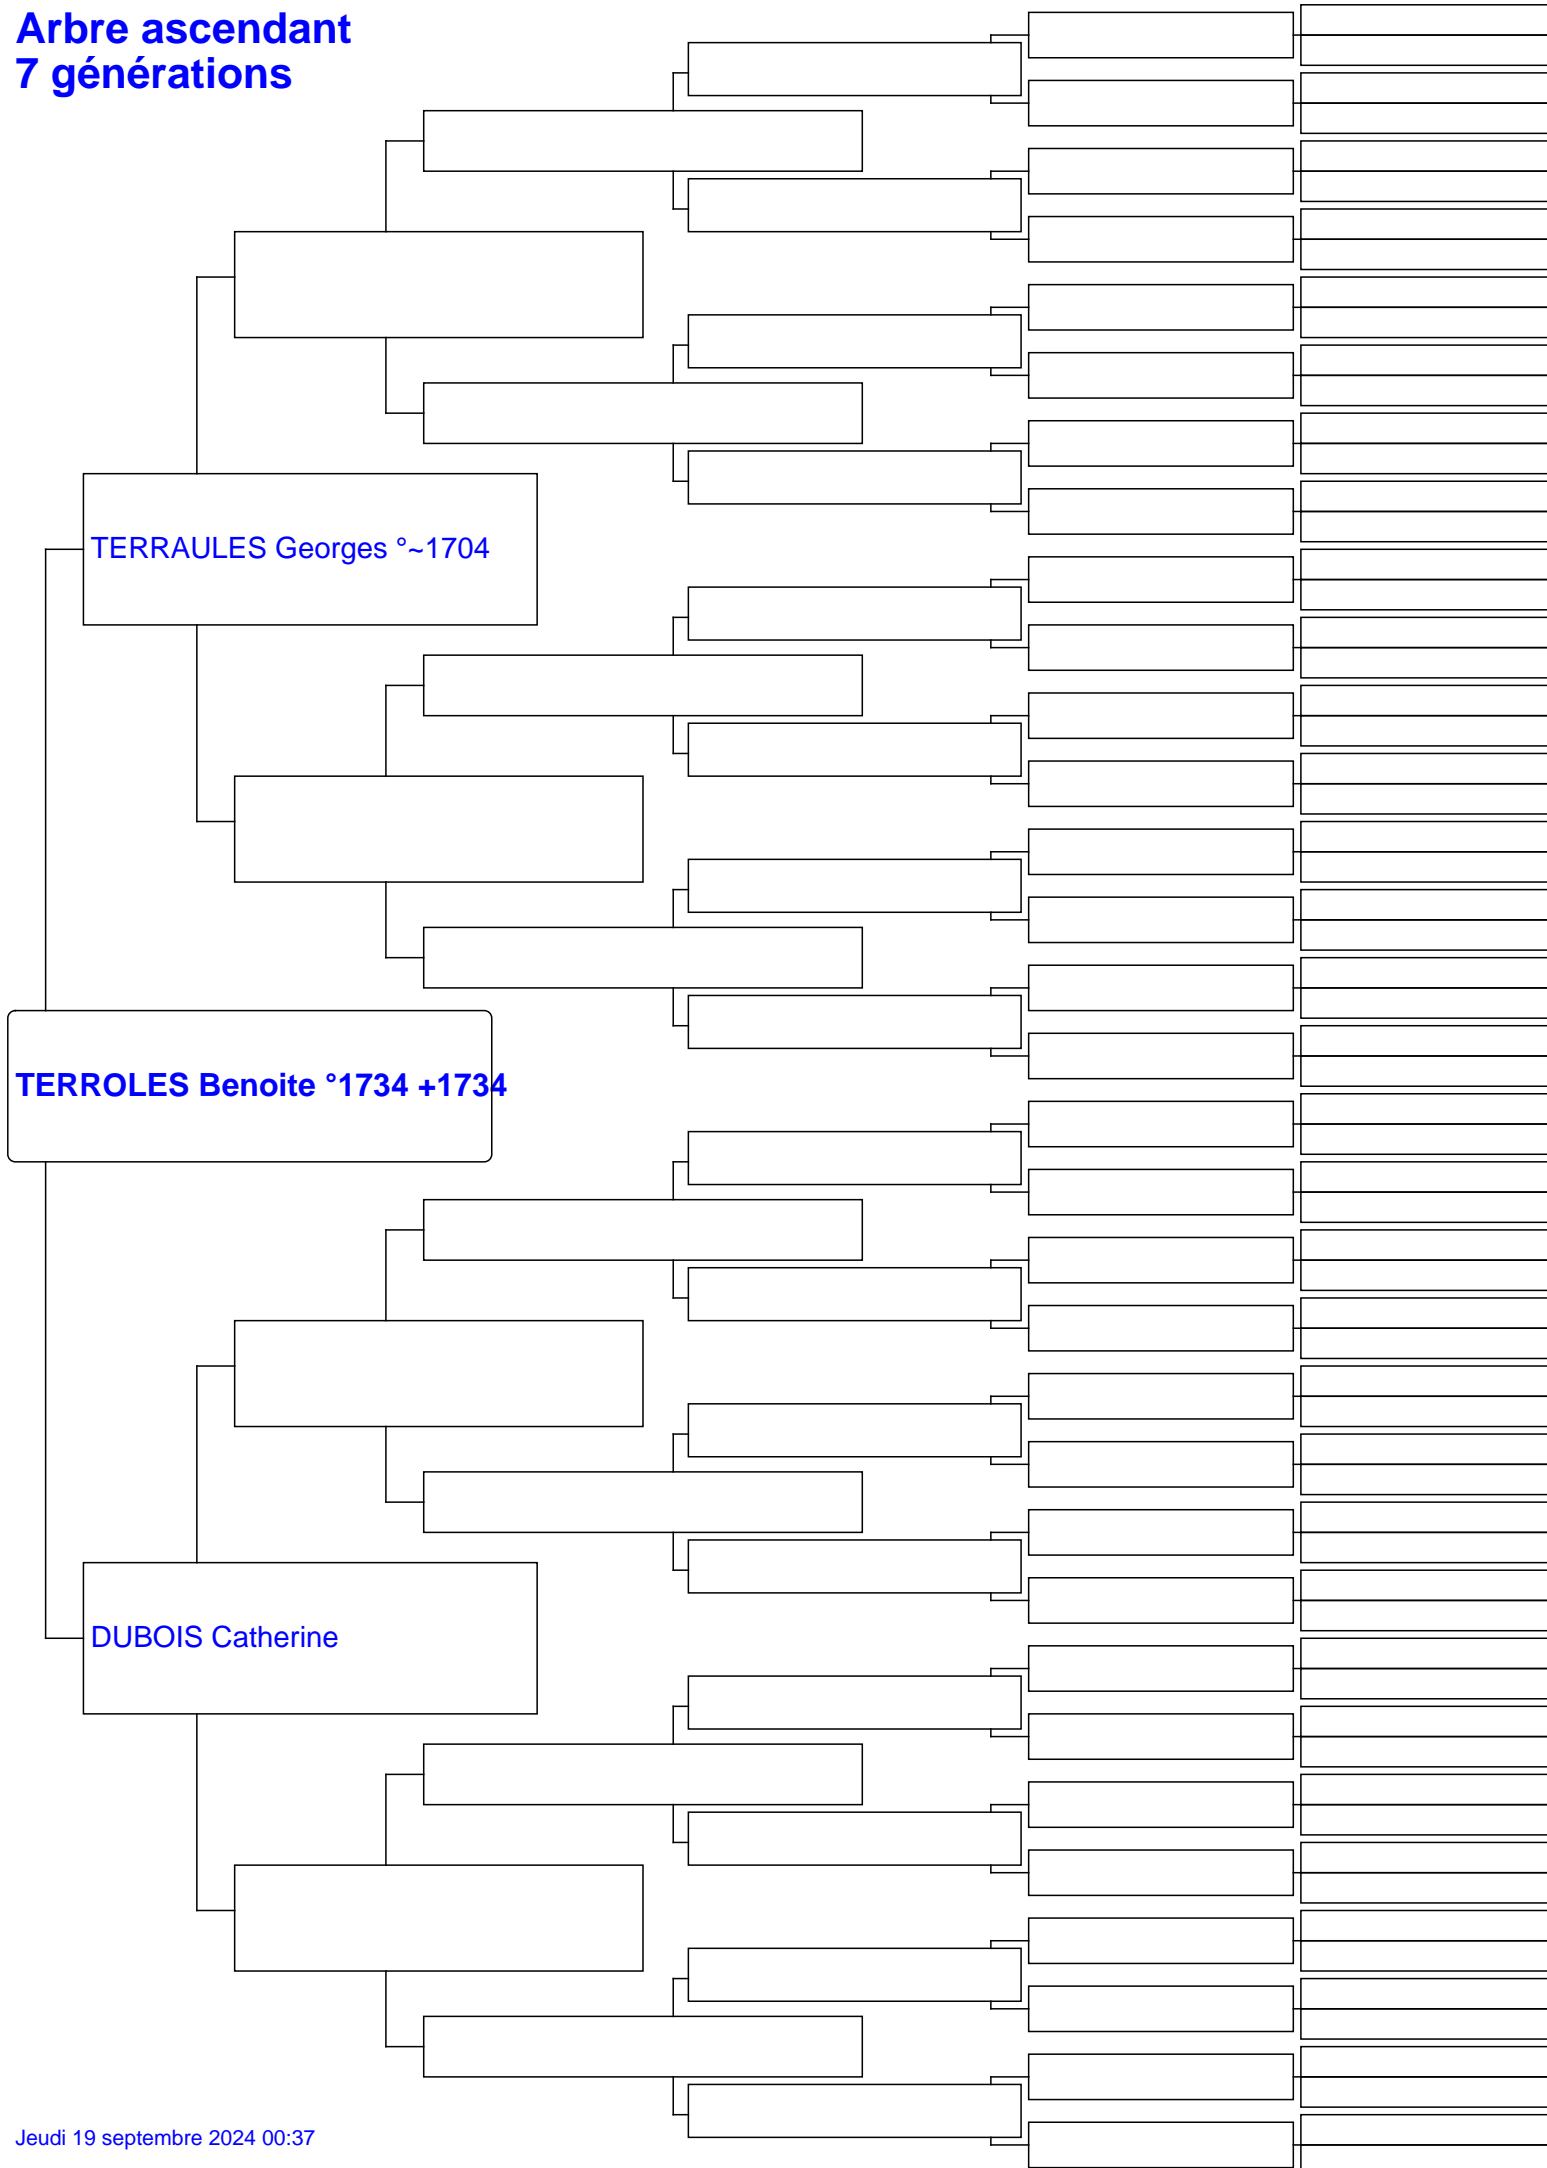 Arbre ascendant
7 générations
TERRAULES Georges °~1704
TERROLES Benoite °1734 +1734
DUBOIS Catherine
Jeudi 19 septembre 2024 00:37